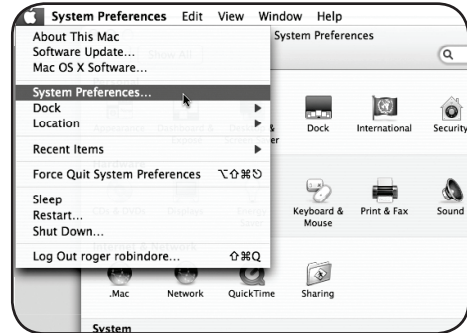 System Preferences Edit View Window Help
System Preferences
About This Mac
Software Update...
Mac OS X Software...
Show All
System Preferences...
Dock ▶
Location ▶
Recent Items ▶
Force Quit System Preferences ⌥⇧⌘⎋
Sleep
Restart...
Shut Down...
Log Out roger robindore... ⇧⌘Q
Dock International Security
Keyboard & Mouse Print & Fax Sound
.Mac Network QuickTime Sharing
System